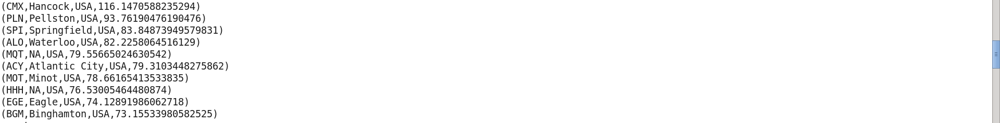 (CMX,Hancock,USA,116.1470588235294)
(PLN,Pellston,USA,93.76190476190476)
(SPI,Springfield,USA,83.84873949579831)
(ALO,Waterloo,USA,82.2258064516129)
(MQT,NA,USA,79.55665024630542)
(ACY,Atlantic City,USA,79.3103448275862)
(MOT,Minot,USA,78.66165413533835)
(HHH,NA,USA,76.53005464480874)
(EGE,Eagle,USA,74.12891986062718)
(BGM,Binghamton,USA,73.15533980582525)